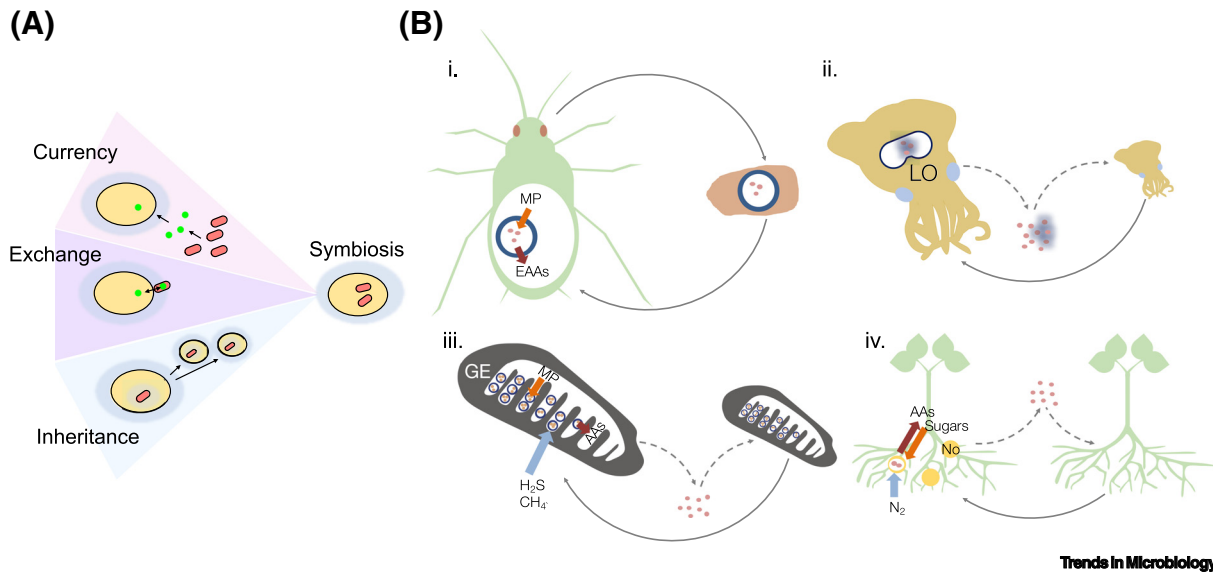 (A)
Currency
Exchange
Inheritance
Symbiosis
(B)
i.
MP
EAAs
ii.
LO
iii.
GE
MP
AAs
H₂S
CH₄.
iv.
AAs
Sugars
No
N₂
Trends in Microbiology